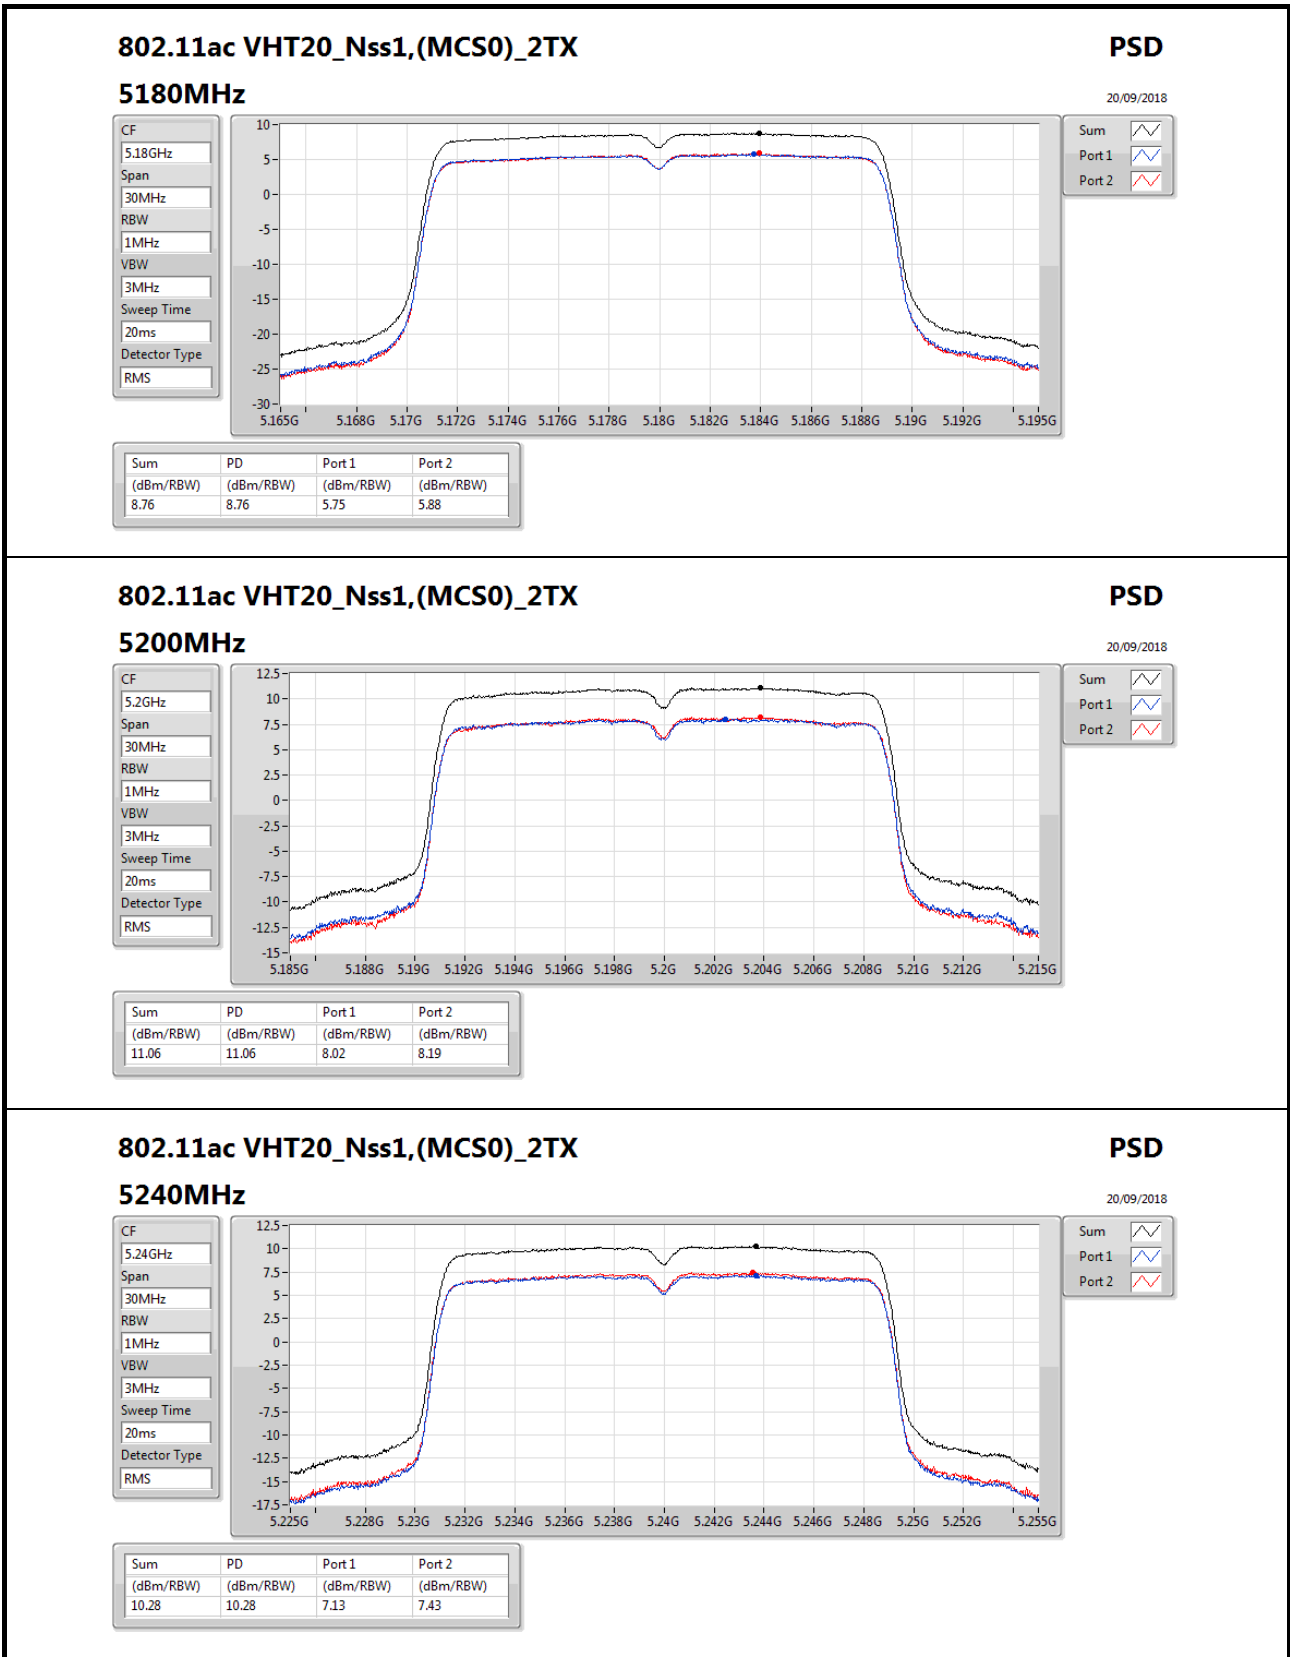 802.11ac VHT20_Nss1,(MCS0)_2TX PSD
5180MHz 20/09/2018
CF
5.18GHz
Span
30MHz
RBW
1MHz
VBW
3MHz
Sweep Time
20ms
Detector Type
RMS
10
5
0
-5
-10
-15
-20
-25
-30
5.165G 5.168G 5.17G 5.172G 5.174G 5.176G 5.178G 5.18G 5.182G 5.184G 5.186G 5.188G 5.19G 5.192G 5.195G
Sum
Port 1
Port 2
Sum PD Port 1 Port 2
(dBm/RBW) (dBm/RBW) (dBm/RBW) (dBm/RBW)
8.76 8.76 5.75 5.88
802.11ac VHT20_Nss1,(MCS0)_2TX PSD
5200MHz 20/09/2018
CF
5.2GHz
Span
30MHz
RBW
1MHz
VBW
3MHz
Sweep Time
20ms
Detector Type
RMS
12.5
10
7.5
5
2.5
0
-2.5
-5
-7.5
-10
-12.5
-15
5.185G 5.188G 5.19G 5.192G 5.194G 5.196G 5.198G 5.2G 5.202G 5.204G 5.206G 5.208G 5.21G 5.212G 5.215G
Sum
Port 1
Port 2
Sum PD Port 1 Port 2
(dBm/RBW) (dBm/RBW) (dBm/RBW) (dBm/RBW)
11.06 11.06 8.02 8.19
802.11ac VHT20_Nss1,(MCS0)_2TX PSD
5240MHz 20/09/2018
CF
5.24GHz
Span
30MHz
RBW
1MHz
VBW
3MHz
Sweep Time
20ms
Detector Type
RMS
12.5
10
7.5
5
2.5
0
-2.5
-5
-7.5
-10
-12.5
-15
-17.5
5.225G 5.228G 5.23G 5.232G 5.234G 5.236G 5.238G 5.24G 5.242G 5.244G 5.246G 5.248G 5.25G 5.252G 5.255G
Sum
Port 1
Port 2
Sum PD Port 1 Port 2
(dBm/RBW) (dBm/RBW) (dBm/RBW) (dBm/RBW)
10.28 10.28 7.13 7.43